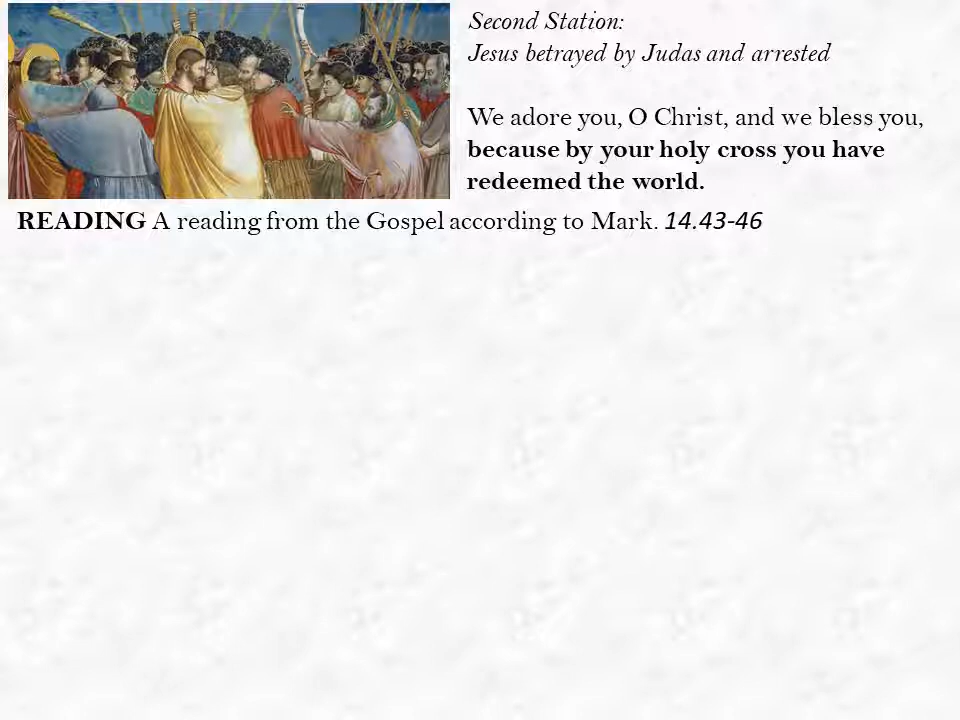 Second Station:
Jesus betrayed by Judas and arrested
We adore you, O Christ, and we bless you,
because by your holy cross you have
redeemed the world.
READING A reading from the Gospel according to Mark. 14.43-46